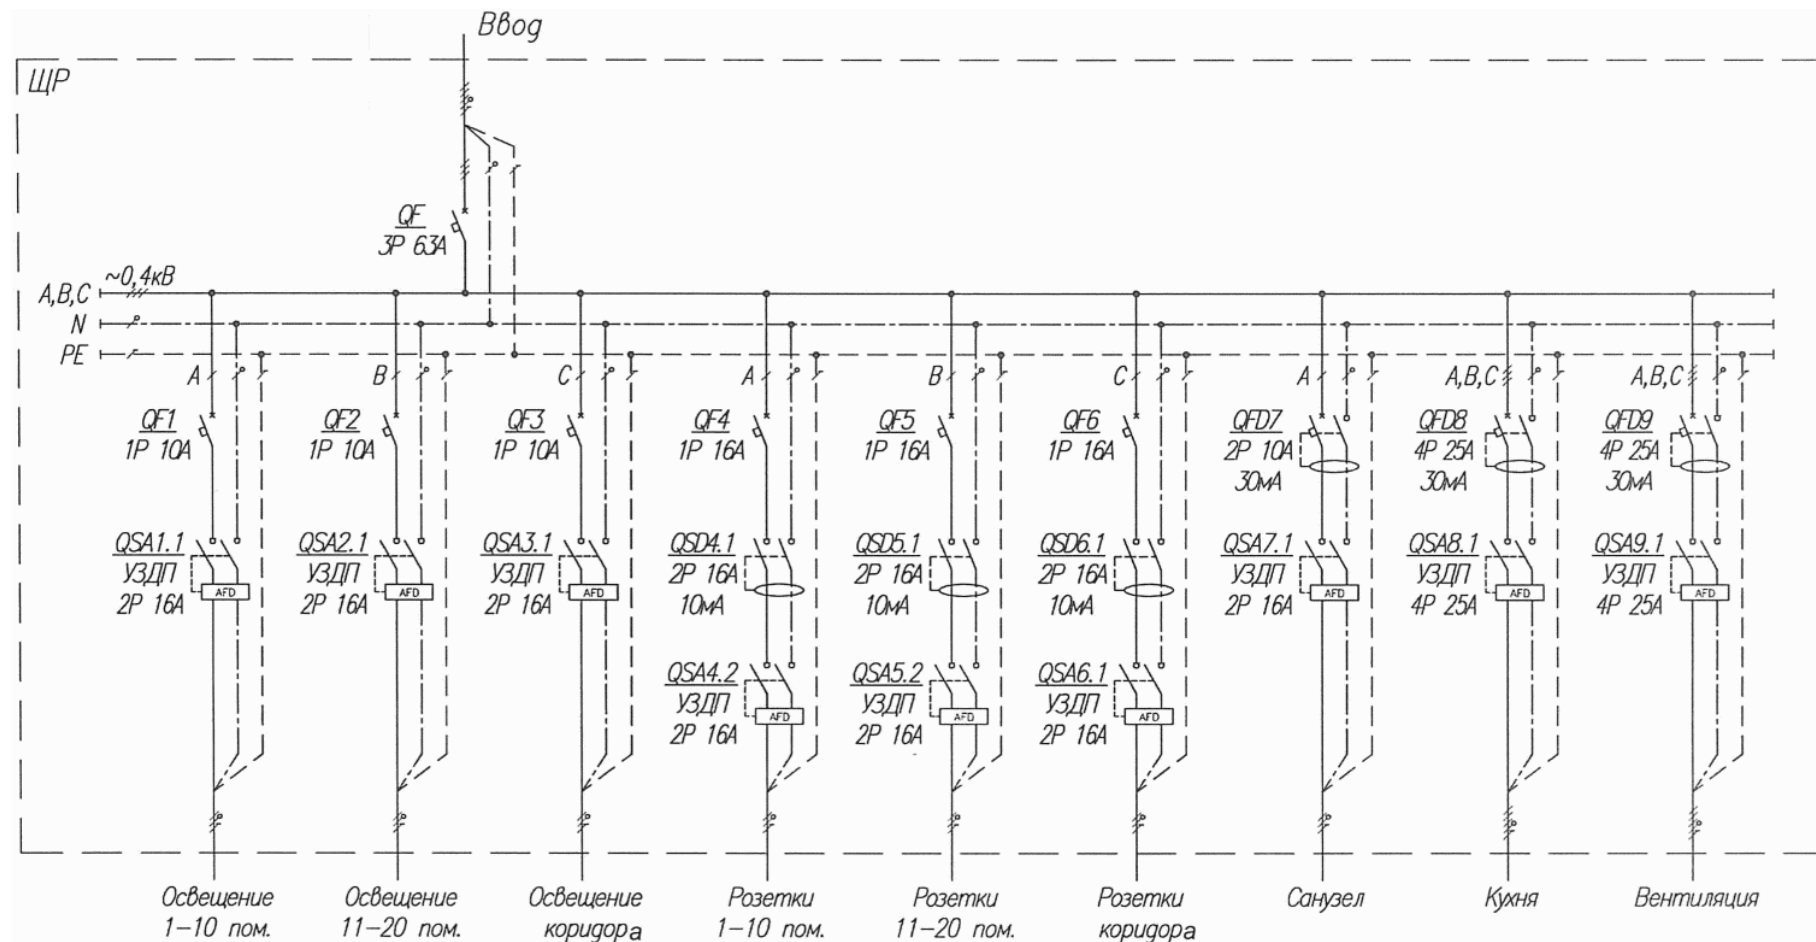 Ввод
ЩР
QF
3P 63A
~0,4кВ
A,B,C
N
PE
A
B
C
A
B
C
A
A,B,C
A,B,C
QF1
1P 10A
QF2
1P 10A
QF3
1P 10A
QF4
1P 16A
QF5
1P 16A
QF6
1P 16A
QFD7
2P 10A
30мА
QFD8
4P 25A
30мА
QFD9
4P 25A
30мА
QSA1.1
УЗДП
2P 16A
AFD
QSA2.1
УЗДП
2P 16A
AFD
QSA3.1
УЗДП
2P 16A
AFD
QSD4.1
2P 16A
10мА
QSD5.1
2P 16A
10мА
QSD6.1
2P 16A
10мА
QSA7.1
УЗДП
2P 16A
AFD
QSA8.1
УЗДП
4P 25A
AFD
QSA9.1
УЗДП
4P 25A
AFD
QSA4.2
УЗДП
2P 16A
AFD
QSA5.2
УЗДП
2P 16A
AFD
QSA6.1
УЗДП
2P 16A
AFD
Освещение
1-10 пом.
Освещение
11-20 пом.
Освещение
коридора
Розетки
1-10 пом.
Розетки
11-20 пом.
Розетки
коридора
Санузел
Кухня
Вентиляция